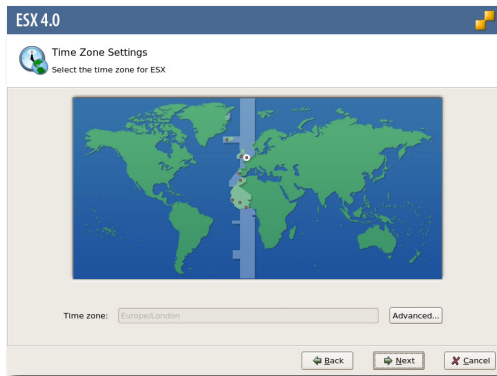 ESX 4.0
Time Zone Settings
Select the time zone for ESX
Time zone: Europe/London Advanced...
Back Next Cancel